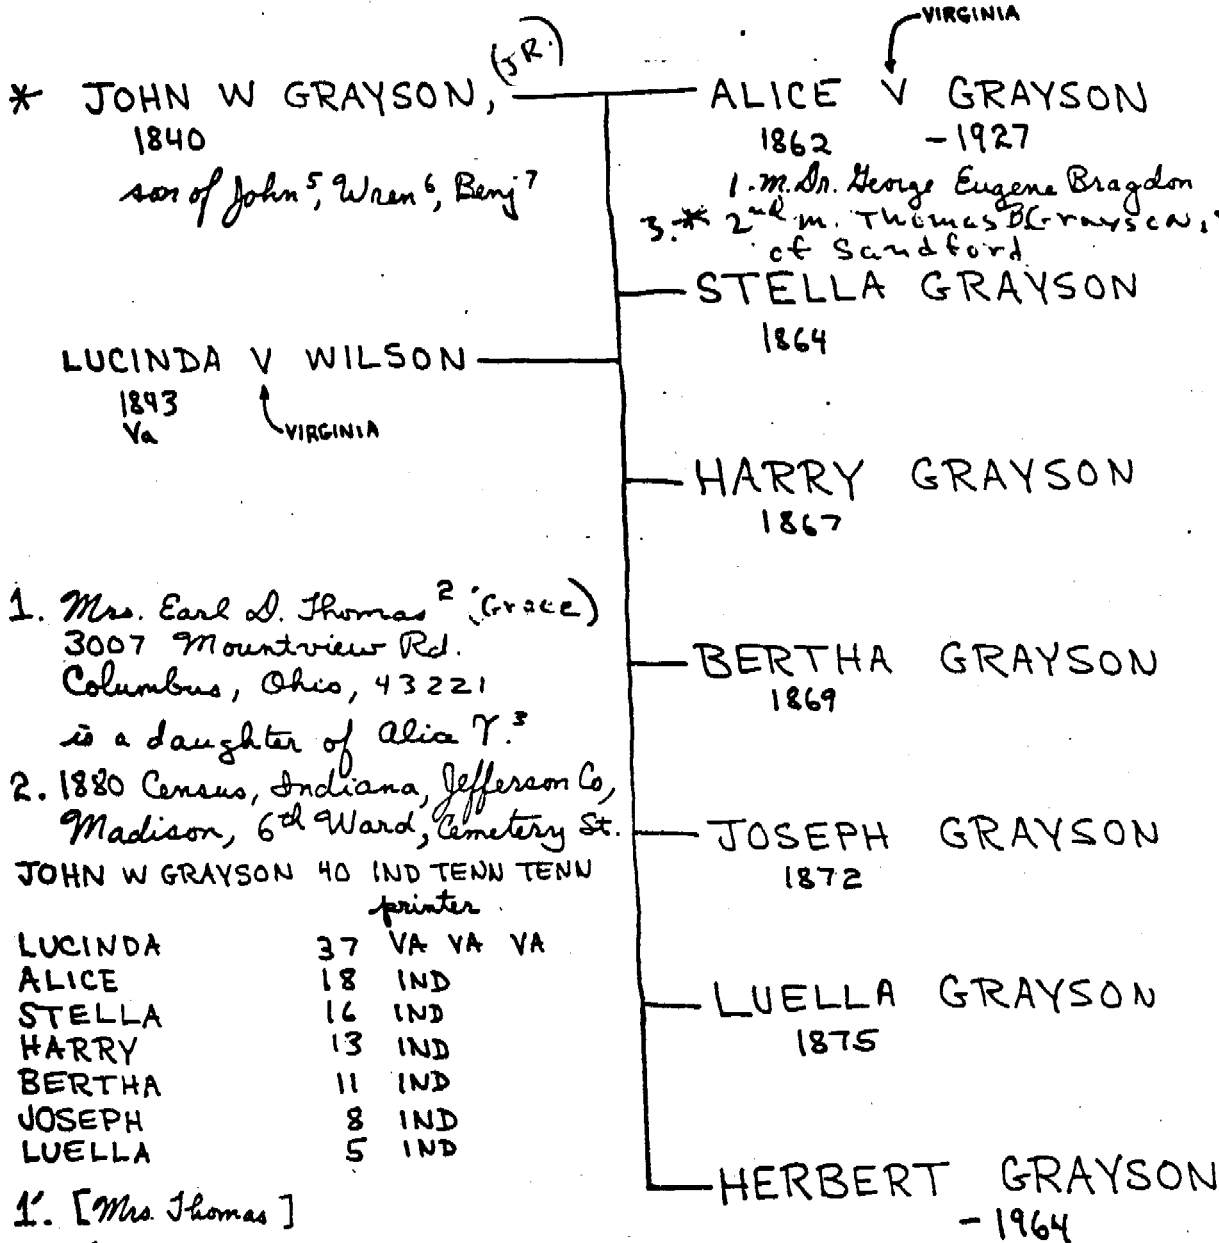 VIRGINIA
* JOHN W GRAYSON, (JR.)
1840
son of John⁵, Wren⁶, Benj⁷
ALICE V GRAYSON
1862 -1927
1. m. Dr. George Eugene Bragdon
3.* 2nd m. Thomas B Grayson,
of Sandford
STELLA GRAYSON
1864
LUCINDA V WILSON
1843
Va
VIRGINIA
HARRY GRAYSON
1867
BERTHA GRAYSON
1869
JOSEPH GRAYSON
1872
LUELLA GRAYSON
1875
HERBERT GRAYSON
- 1964
1. Mrs. Earl D. Thomas² (Grace)
3007 Mountview Rd.
Columbus, Ohio, 43221
is a daughter of Alice V.³
2. 1880 Census, Indiana, Jefferson Co,
Madison, 6th Ward, Cemetery St.
JOHN W GRAYSON 40 IND TENN TENN
printer
LUCINDA 37 VA VA VA
ALICE 18 IND
STELLA 16 IND
HARRY 13 IND
BERTHA 11 IND
JOSEPH 8 IND
LUELLA 5 IND
1'. [Mrs. Thomas]